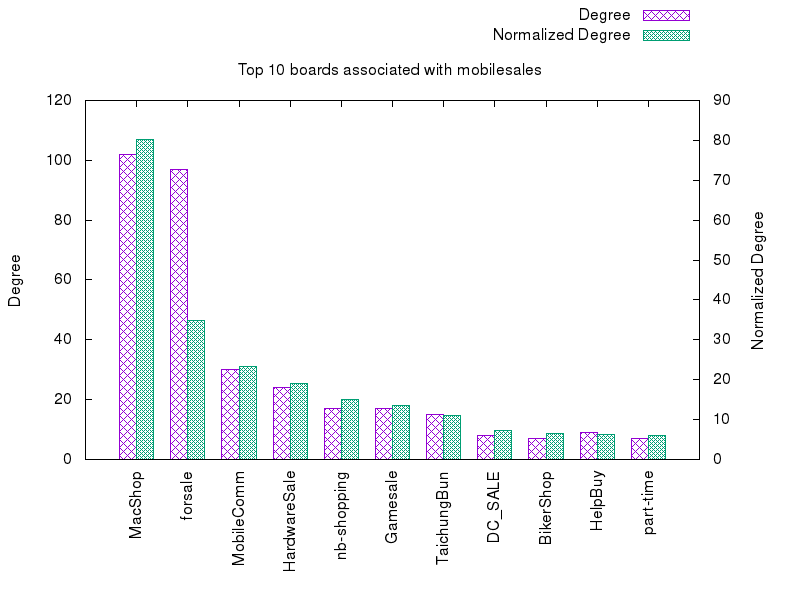 Degree
Normalized Degree
Top 10 boards associated with mobilesales
120
100
80
60
40
20
0
Degree
90
80
70
60
50
40
30
20
10
0
Normalized Degree
MacShop
forsale
MobileComm
HardwareSale
nb-shopping
Gamesale
TaichungBun
DC_SALE
BikerShop
HelpBuy
part-time